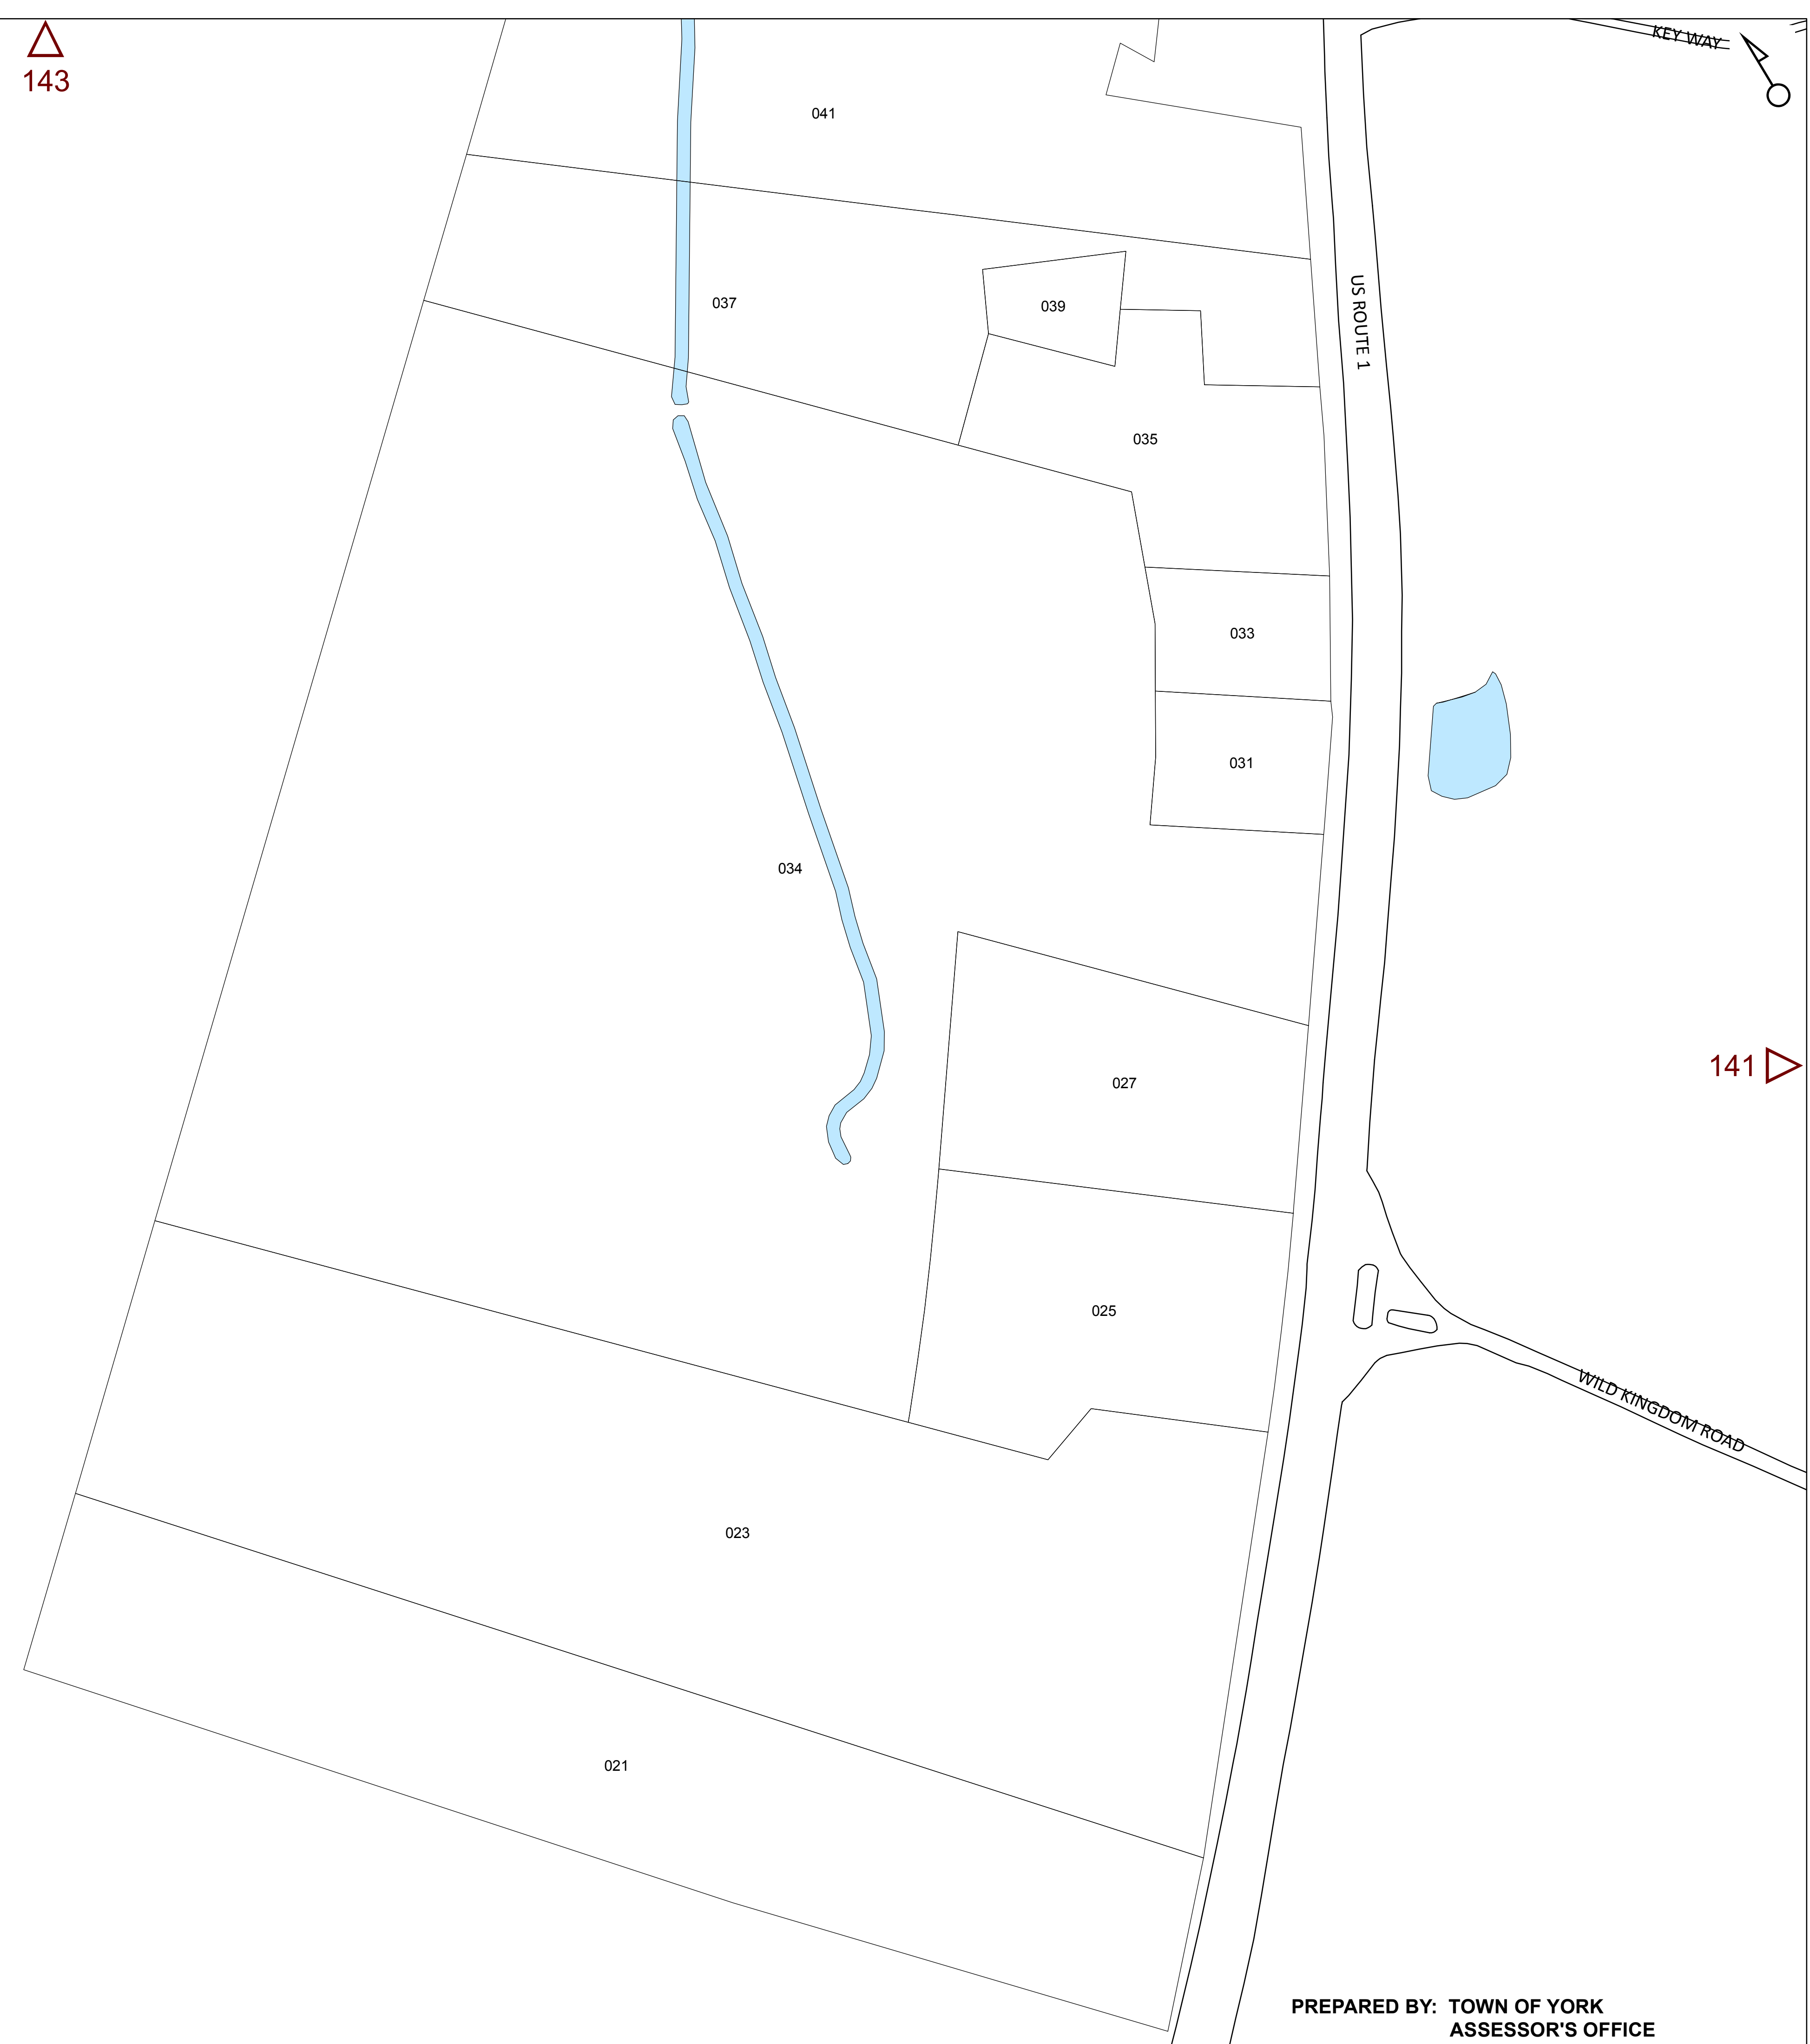 KEY WAY
143
041
037
039
US ROUTE 1
035
033
031
034
141
027
025
WILD KINGDOM ROAD
023
021
PREPARED BY: TOWN OF YORK
ASSESSOR'S OFFICE